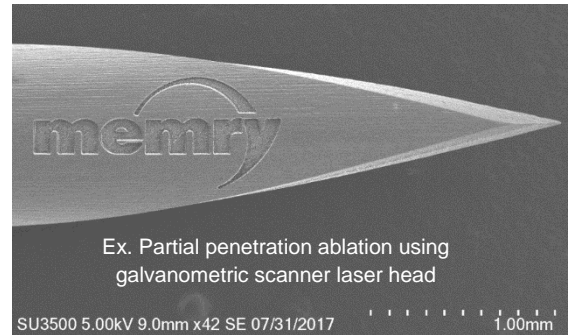 memry
Ex. Partial penetration ablation using
galvanometric scanner laser head
SU3500 5.00kV 9.0mm x42 SE 07/31/2017
1.00mm